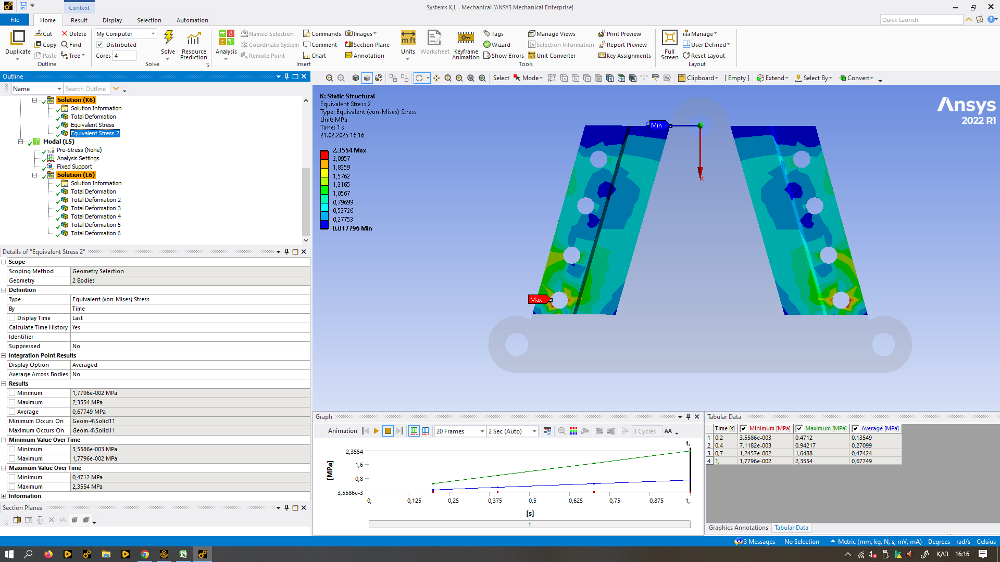 Context
Systems K,L - Mechanical [ANSYS Mechanical Enterprise]
File
Home
Result
Display
Selection
Automation
Quick Launch
Duplicate
Cut
Copy
Paste
Delete
Find
Tree
Outline
My Computer
Distributed
Cores 4
Solve
Resource Prediction
Solve
Analysis
Named Selection
Coordinate System
Remote Point
Commands
Comment
Chart
Images
Section Plane
Annotation
Insert
Units
Worksheet
Keyframe Animation
Tags
Wizard
Show Errors
Manage Views
Selection Information
Unit Converter
Print Preview
Report Preview
Key Assignments
Tools
Full Screen
Manage
User Defined
Reset Layout
Layout
Outline
Name
Search Outline
Solution (K6)
Solution Information
Total Deformation
Equivalent Stress
Equivalent Stress 2
Modal (L5)
Pre-Stress (None)
Analysis Settings
Fixed Support
Solution (L6)
Solution Information
Total Deformation
Total Deformation 2
Total Deformation 3
Total Deformation 4
Total Deformation 5
Total Deformation 6
Select
Mode
Clipboard
[ Empty ]
Extend
Select By
Convert
K: Static Structural
Equivalent Stress 2
Type: Equivalent (von-Mises) Stress
Unit: MPa
Time: 1 s
21.02.2025 16:16
2,3554 Max
2,0957
1,8359
1,5762
1,3165
1,0567
0,79699
0,53726
0,27753
0,017796 Min
Min
Max
Z
X
Ansys
2022 R1
Details of "Equivalent Stress 2"
Scope
Scoping Method Geometry Selection
Geometry 2 Bodies
Definition
Type Equivalent (von-Mises) Stress
By Time
Display Time Last
Calculate Time History Yes
Identifier
Suppressed No
Integration Point Results
Display Option Averaged
Average Across Bodies No
Results
Minimum 1,7796e-002 MPa
Maximum 2,3554 MPa
Average 0,67749 MPa
Minimum Occurs On Geom-4\Solid11
Maximum Occurs On Geom-4\Solid11
Minimum Value Over Time
Minimum 3,5586e-003 MPa
Maximum 1,7796e-002 MPa
Maximum Value Over Time
Minimum 0,4712 MPa
Maximum 2,3554 MPa
Information
Section Planes
Graph
Animation
20 Frames
2 Sec (Auto)
3 Cycles
AA
1,
2,3554
1,6
0,8
3,5586e-3
[MPa]
0, 0,125 0,25 0,375 0,5 0,625 0,75 0,875 1,
[s]
1
Tabular Data
Time [s] Minimum [MPa] Maximum [MPa] Average [MPa]
1 0,2 3,5586e-003 0,4712 0,13549
2 0,4 7,1182e-003 0,94217 0,27099
3 0,7 1,2457e-002 1,6488 0,47424
4 1, 1,7796e-002 2,3554 0,67749
Graphics Annotations
Tabular Data
3 Messages
No Selection
Metric (mm, kg, N, s, mV, mA)
Degrees
rad/s
Celsius
ҚАЗ
16:16